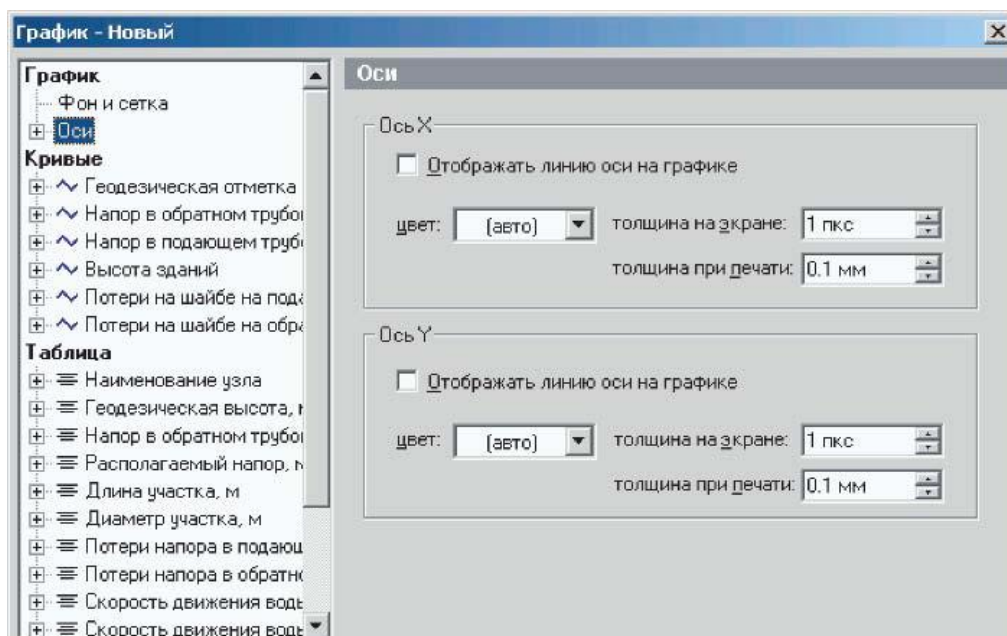 График - Новый
График
Фон и сетка
Оси
Кривые
Геодезическая отметка
Напор в обратном трубо
Напор в подающем труб
Высота зданий
Потери на шайбе на под
Потери на шайбе на обр
Таблица
Наименование узла
Геодезическая высота,
Напор в обратном трубо
Располагаемый напор,
Длина участка, м
Диаметр участка, м
Потери напора в подающ
Потери напора в обратн
Скорость движения водь
Скорость движения водь
Оси
Ось X
Отображать линию оси на графике
цвет: (авто) толщина на экране: 1 пкс
толщина при печати: 0.1 мм
Ось Y
Отображать линию оси на графике
цвет: (авто) толщина на экране: 1 пкс
толщина при печати: 0.1 мм